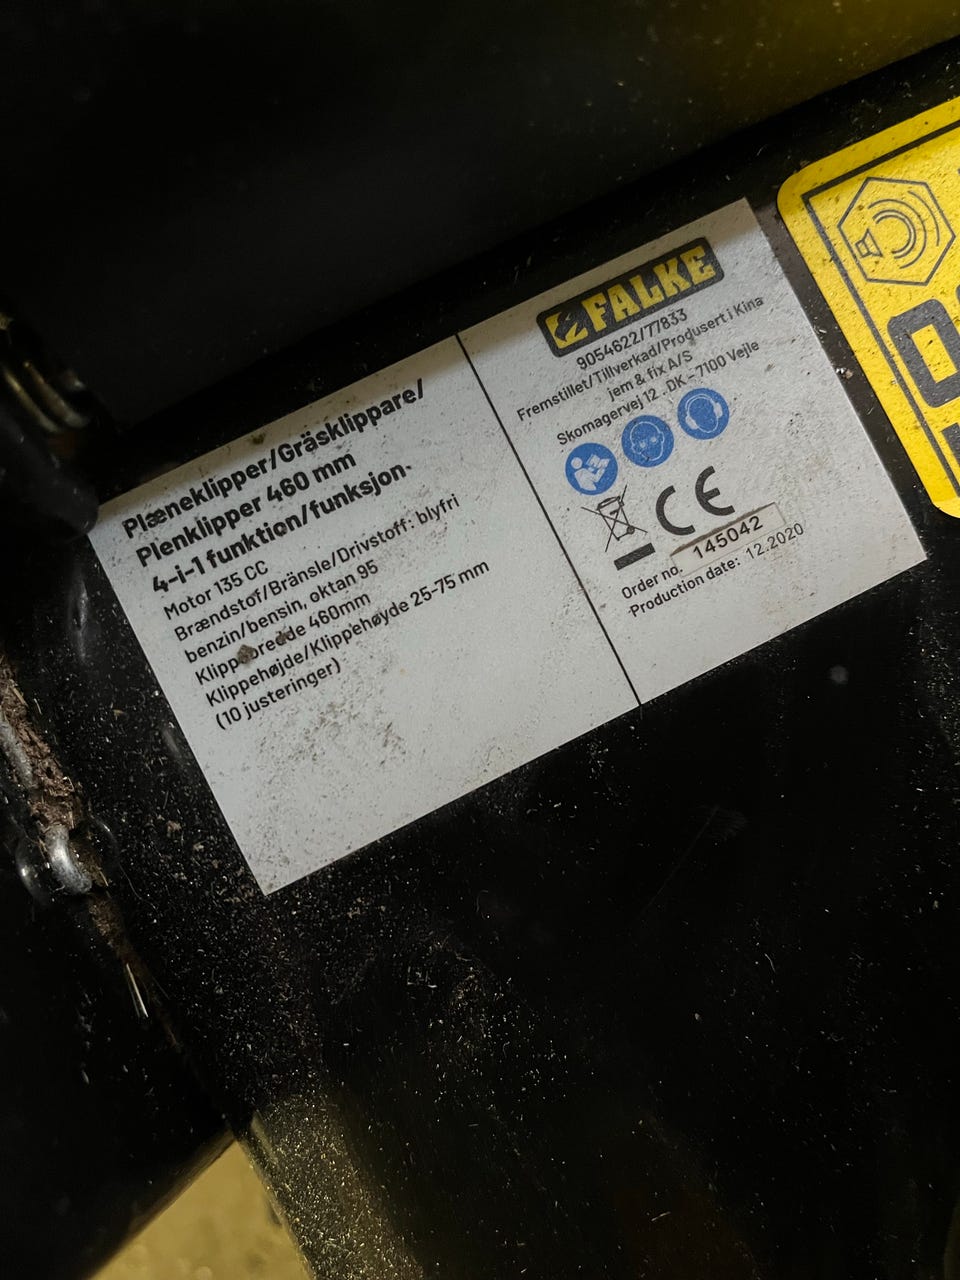 Plæneklipper/Gräsklippare/
Plenklipper 460 mm
4-i-1 funktion/funksjon.
Motor 135 CC
Brændstof/Bränsle/Drivstoff: blyfri
benzin/bensin, oktan 95
Klippebredde 460mm
Klippehøjde/Klippehøyde 25-75 mm
(10 justeringer)
FALKE
9054622/77833
Fremstillet/Tillverkad/Produsert i Kina
jem & fix A/S
Skomagervej 12 . DK - 7100 Vejle
CE
Order no. 145042
Production date: 12.2020